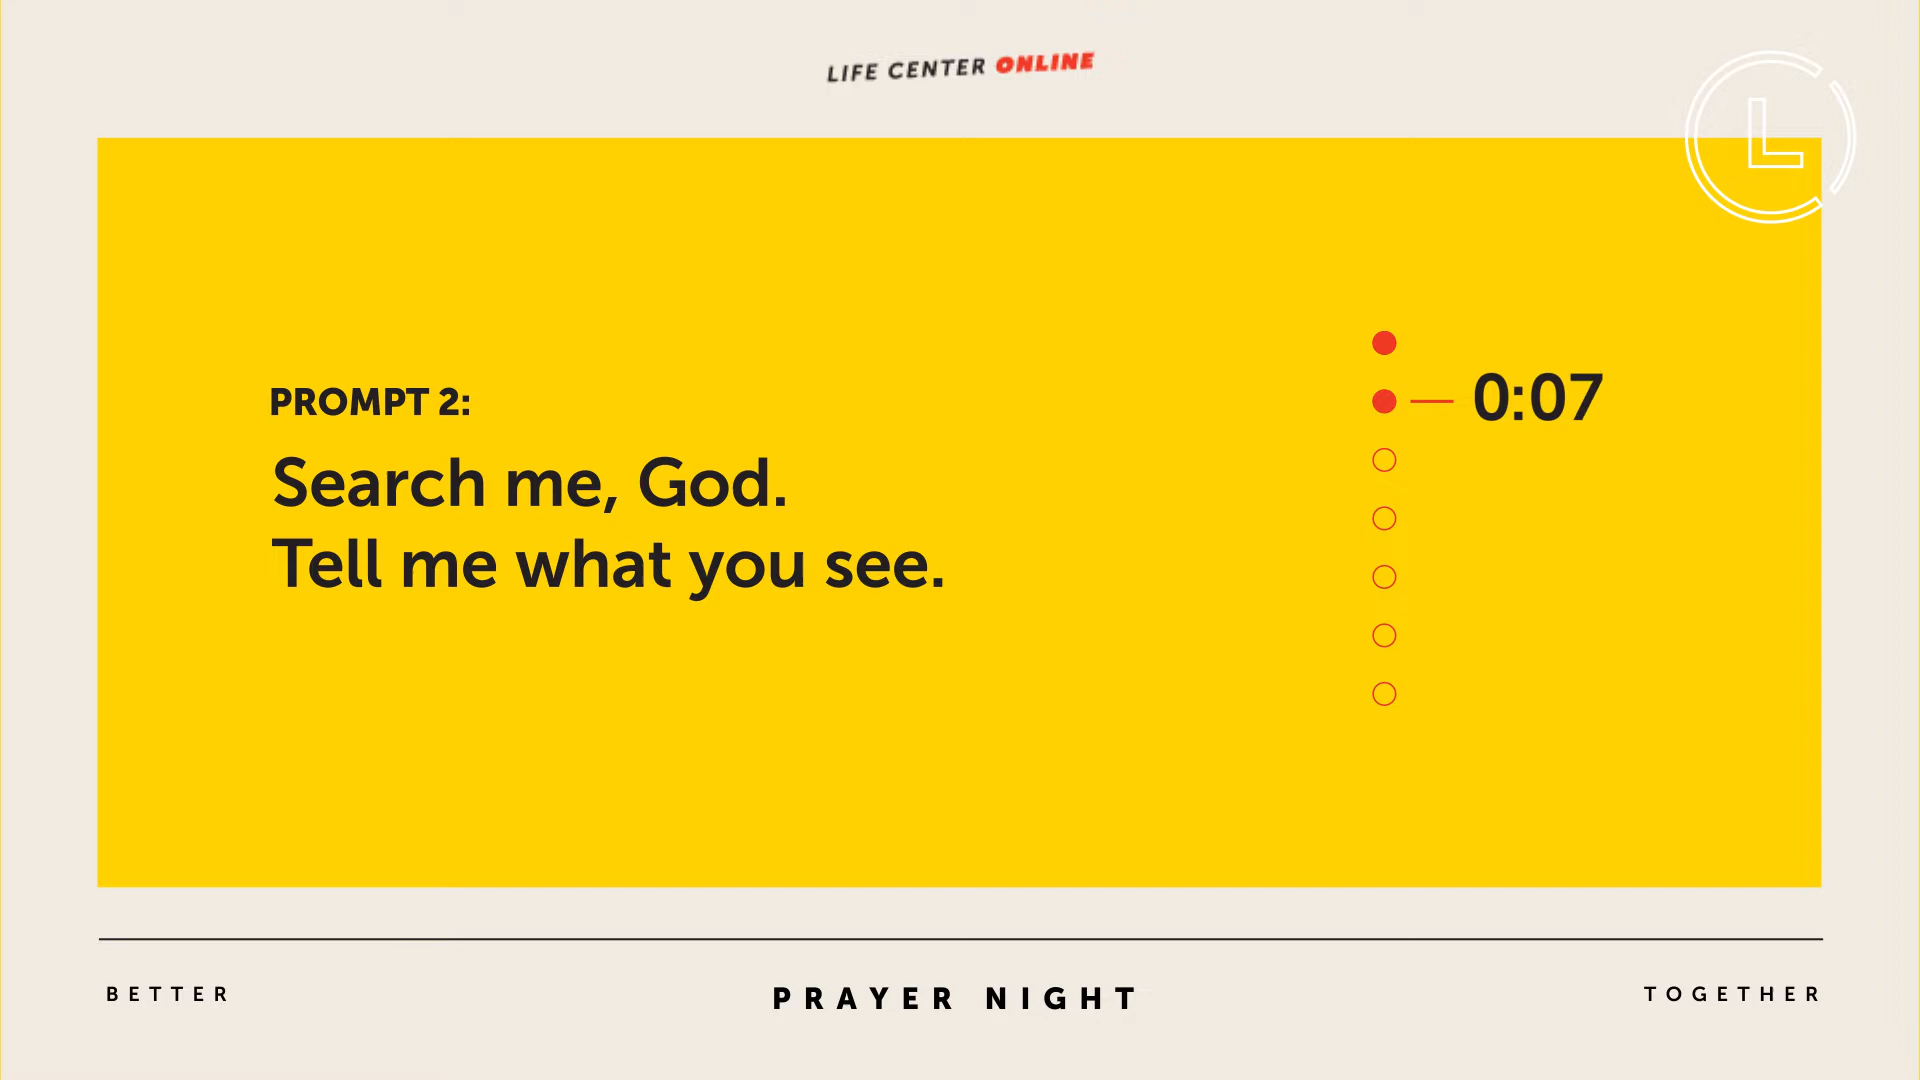 LIFE CENTER ONLINE
L
PROMPT 2:
0:07
Search me, God.
Tell me what you see.
BETTER
PRAYER NIGHT
TOGETHER